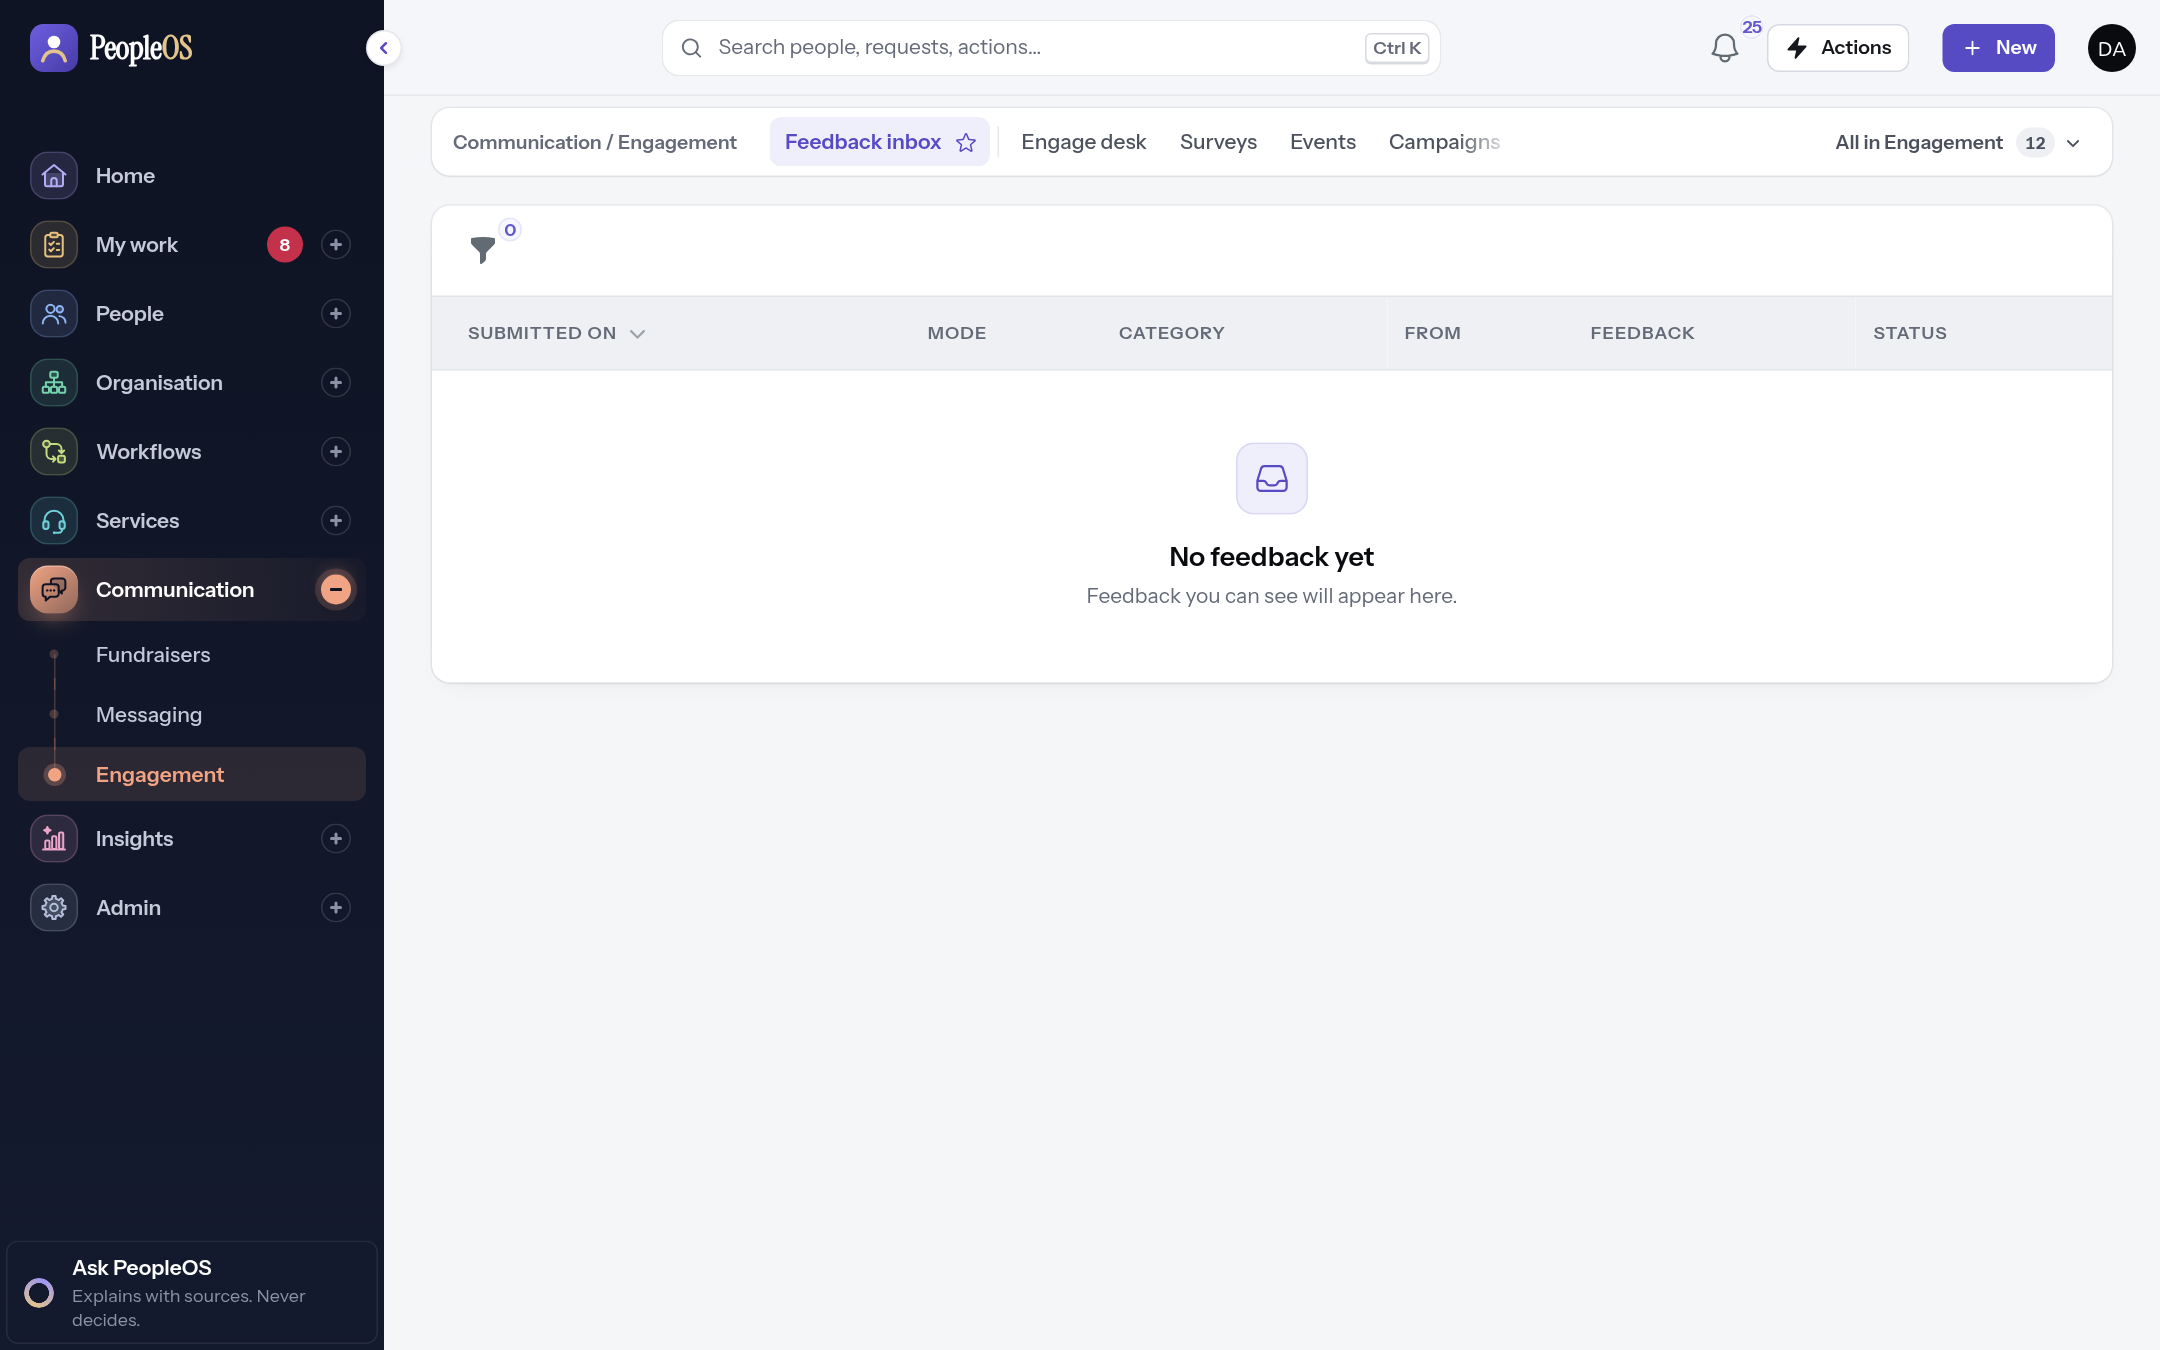 PeopleOS
Search people, requests, actions...
Ctrl K
25
Actions
New
DA
Home
My work
8
People
Organisation
Workflows
Services
Communication
Fundraisers
Messaging
Engagement
Insights
Admin
Ask PeopleOS
Explains with sources. Never
decides.
Communication / Engagement
Feedback inbox
Engage desk
Surveys
Events
Campaigns
All in Engagement
12
0
SUBMITTED ON
MODE
CATEGORY
FROM
FEEDBACK
STATUS
No feedback yet
Feedback you can see will appear here.